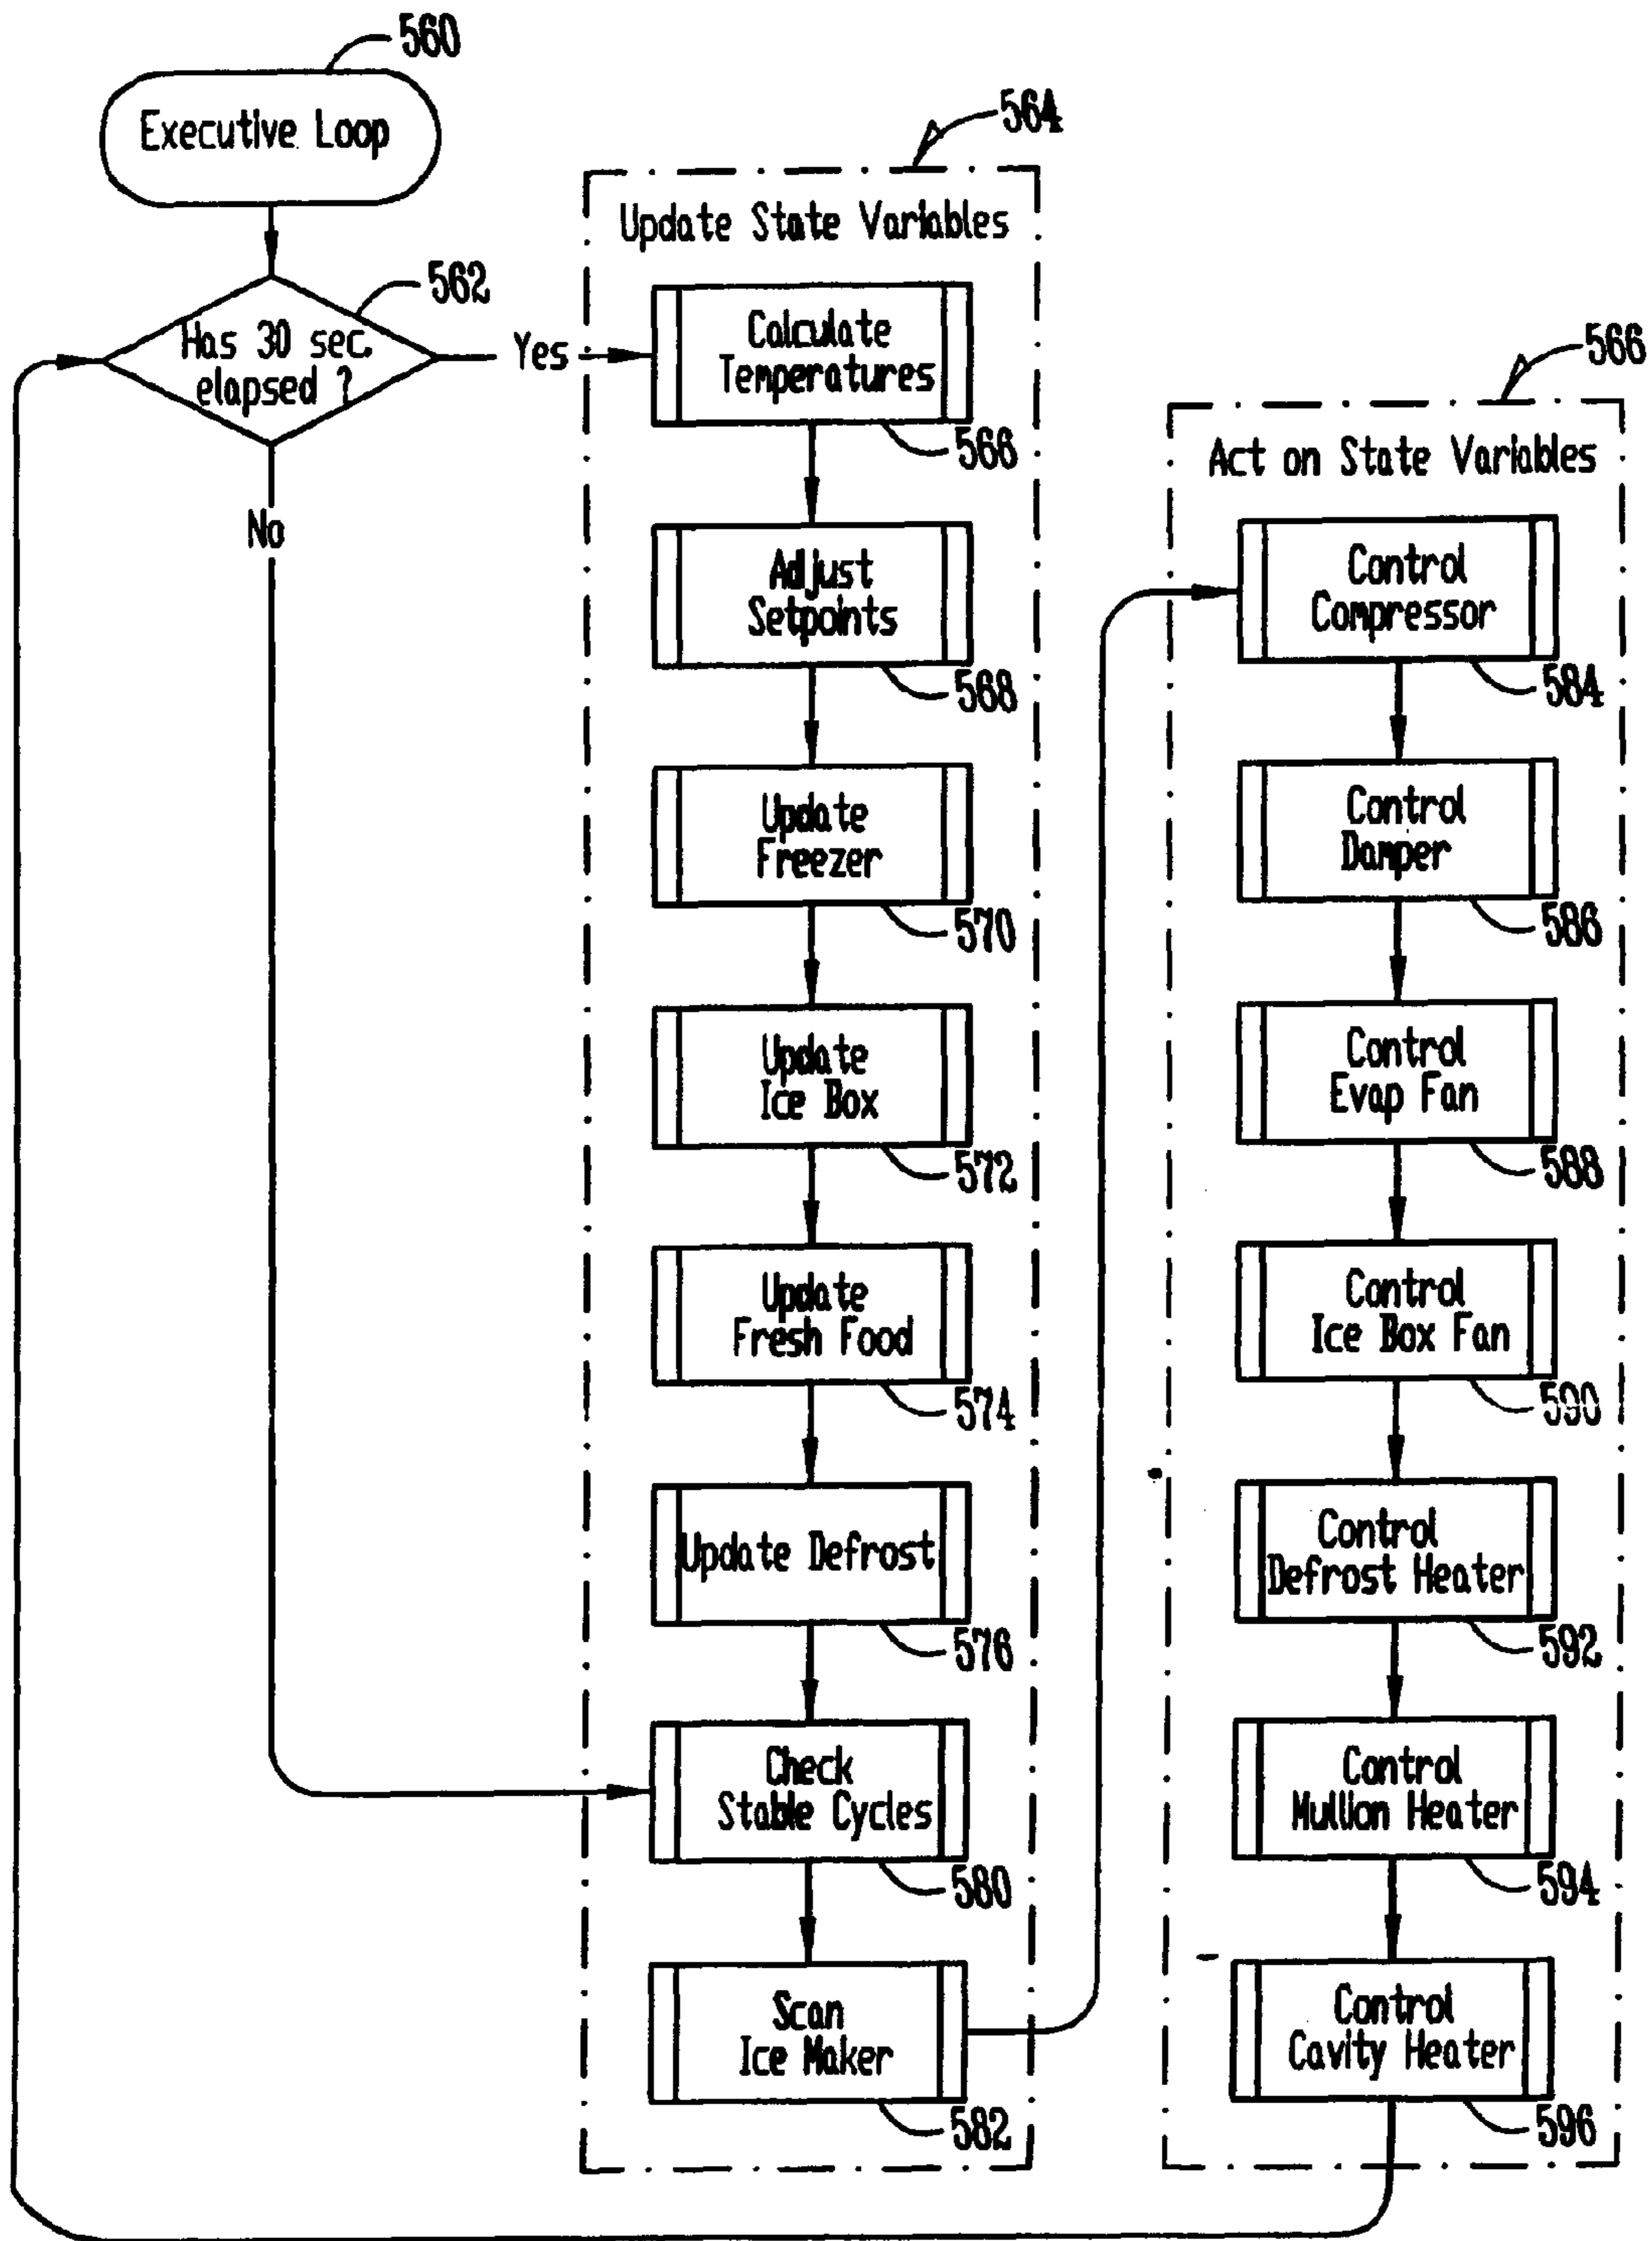 560
Executive Loop
562
Has 30 sec.
elapsed ?
Yes
No
564
Update State Variables
Calculate
Temperatures
566
Adjust
Setpoints
568
Update
Freezer
570
Update
Ice Box
572
Update
Fresh Food
574
Update Defrost
576
Check
Stable Cycles
580
Scan
Ice Maker
582
566
Act on State Variables
Control
Compressor
584
Control
Damper
586
Control
Evap Fan
588
Control
Ice Box Fan
590
Control
Defrost Heater
592
Control
Mullion Heater
594
Control
Cavity Heater
596